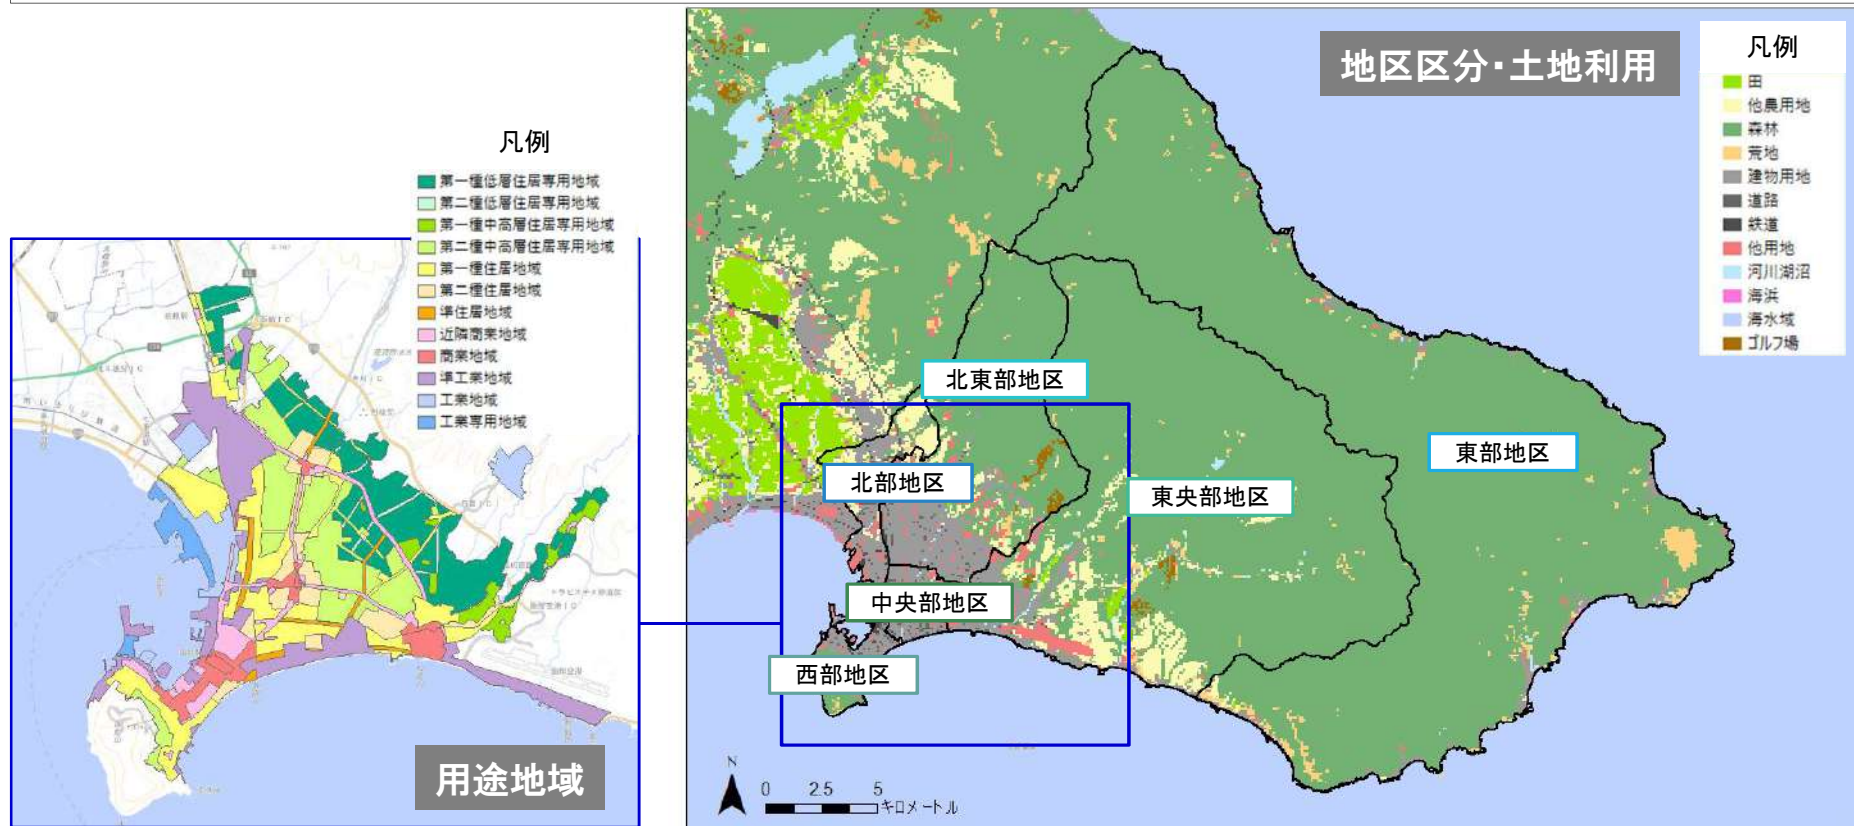 凡例
第一種低層住居専用地域
第二種低層住居専用地域
第一種中高層住居専用地域
第二種中高層住居専用地域
第一種住居地域
第二種住居地域
準住居地域
近隣商業地域
商業地域
準工業地域
工業地域
工業専用地域
用途地域
地区区分・土地利用
凡例
田
他農用地
森林
荒地
建物用地
道路
鉄道
他用地
河川湖沼
海浜
海水域
ゴルフ場
北東部地区
東部地区
北部地区
東央部地区
中央部地区
西部地区
N
0 2.5 5
キロメートル